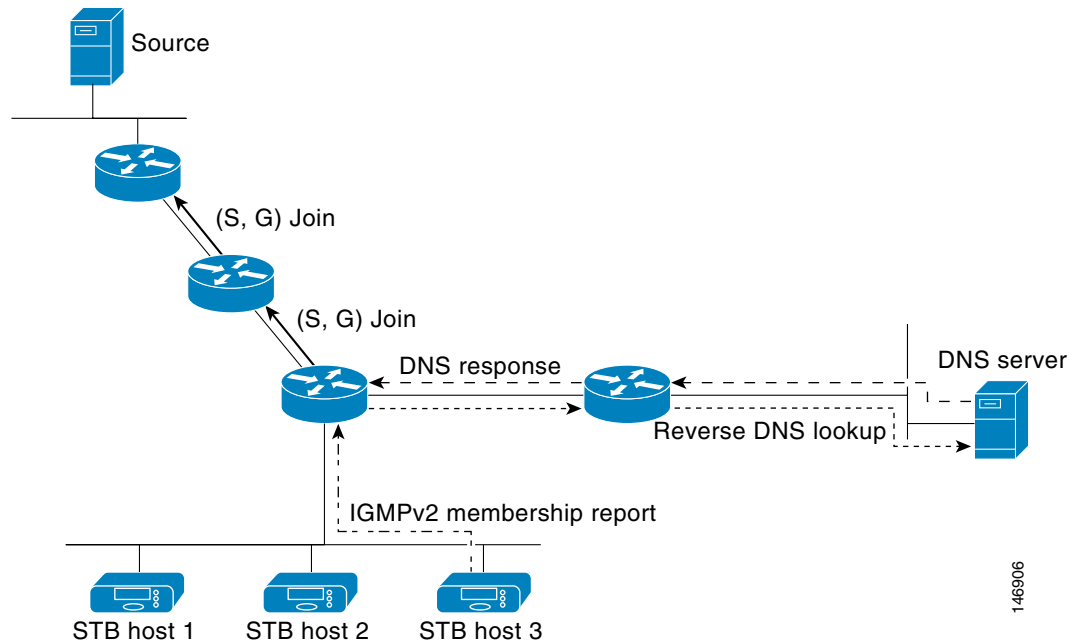 Source
(S, G) Join
(S, G) Join
DNS response
DNS server
Reverse DNS lookup
IGMPv2 membership report
STB host 1
STB host 2
STB host 3
146906